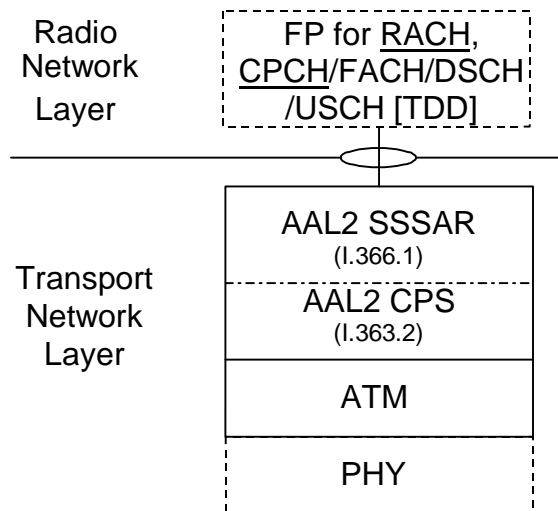 Radio
Network
Layer
FP for RACH,
CPCH/FACH/DSCH
/USCH [TDD]
Transport
Network
Layer
AAL2 SSSAR
(I.366.1)
AAL2 CPS
(I.363.2)
ATM
PHY